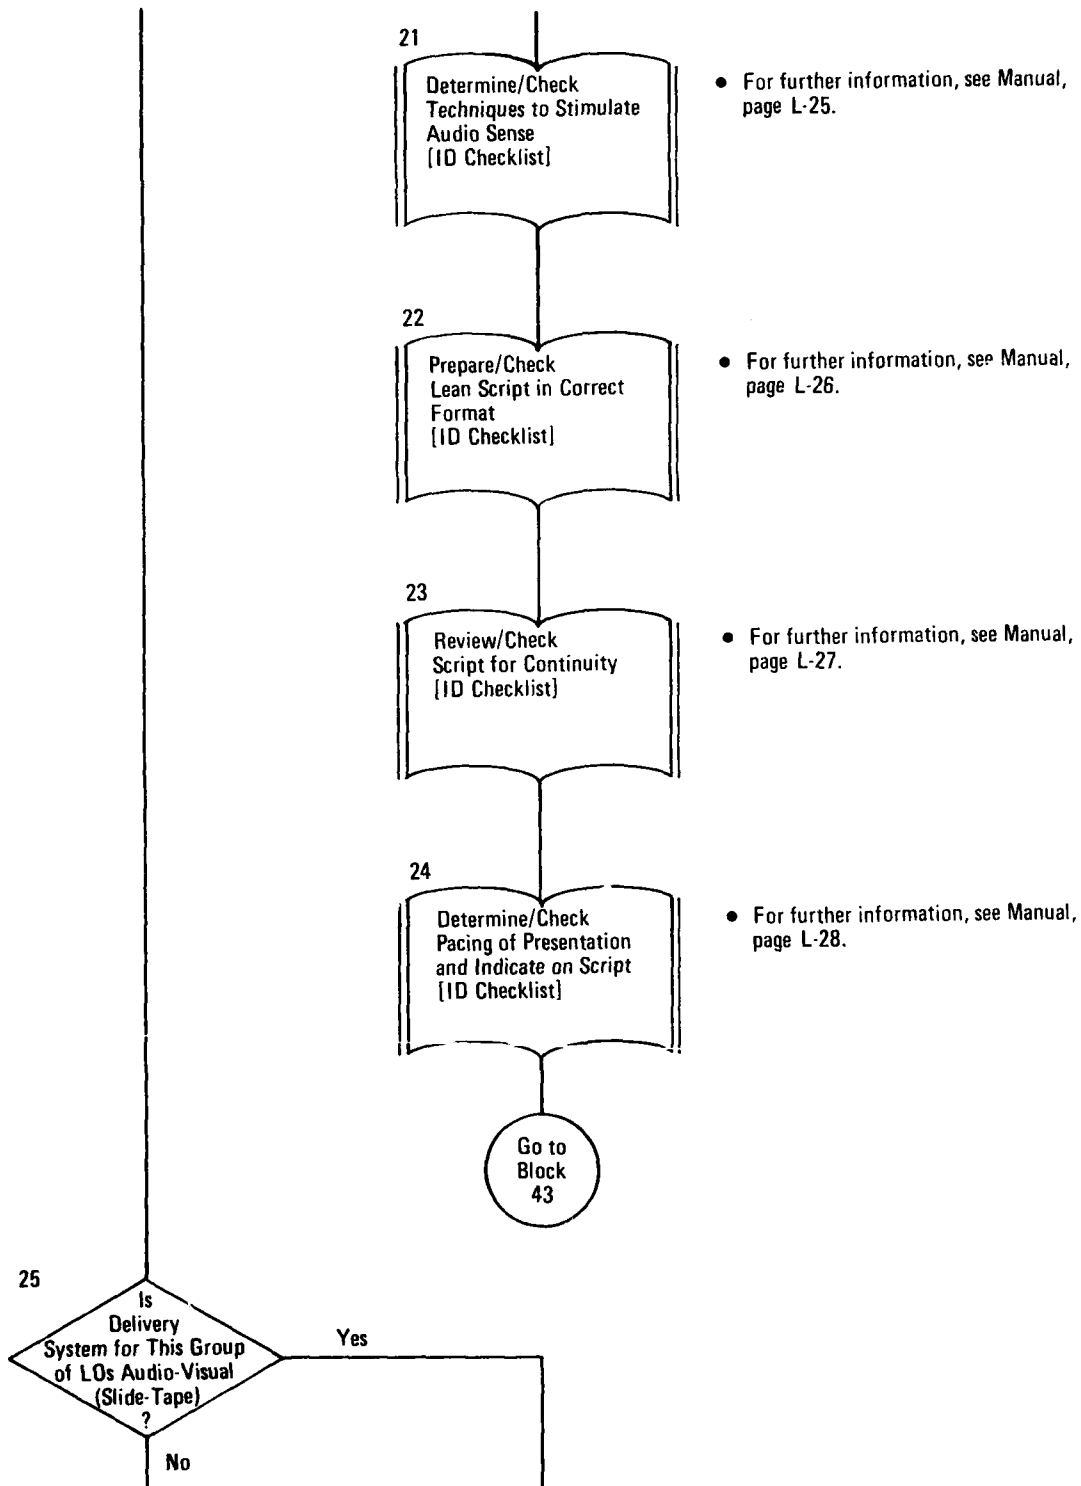 21
Determine/Check
Techniques to Stimulate
Audio Sense
[ID Checklist]
● For further information, see Manual,
page L-25.
22
Prepare/Check
Lean Script in Correct
Format
[ID Checklist]
● For further information, see Manual,
page L-26.
23
Review/Check
Script for Continuity
[ID Checklist]
● For further information, see Manual,
page L-27.
24
Determine/Check
Pacing of Presentation
and Indicate on Script
[ID Checklist]
● For further information, see Manual,
page L-28.
Go to
Block
43
25
Is
Delivery
System for This Group
of LOs Audio-Visual
(Slide-Tape)
?
Yes
No